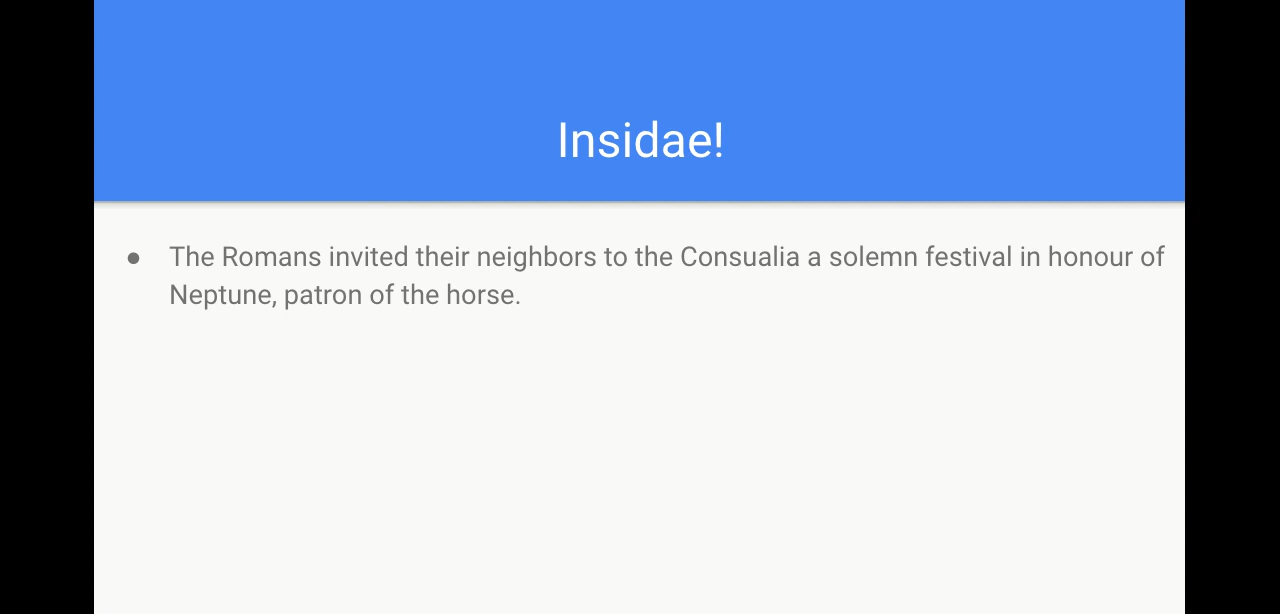 Insidae!
● The Romans invited their neighbors to the Consualia a solemn festival in honour of
Neptune, patron of the horse.